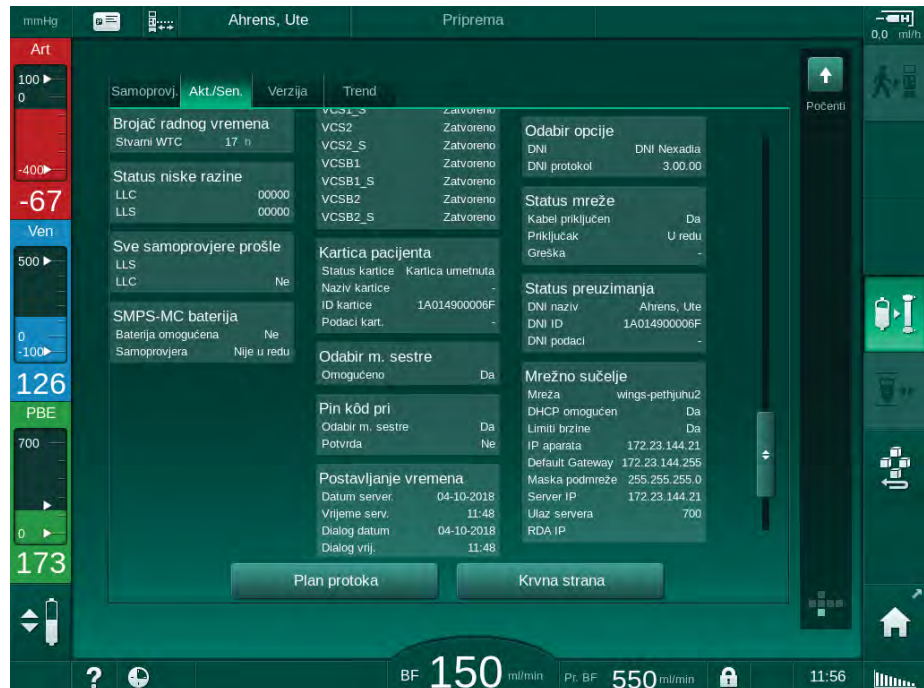 mmHg
Ahrens, Ute
Priprema
0,0 ml/h
Art
100
0
-400
-67
Ven
500
0
-100
126
PBE
700
0
173
Samoprovj.
Akt./Sen.
Verzija
Trend
Počenti
Brojač radnog vremena
Stvarni WTC 17 h
Status niske razine
LLC 00000
LLS 00000
Sve samoprovjere prošle
LLS
LLC Ne
SMPS-MC baterija
Baterija omogućena Ne
Samoprovjera Nije u redu
VCS1_S Zatvoreno
VCS2 Zatvoreno
VCS2_S Zatvoreno
VCSB1 Zatvoreno
VCSB1_S Zatvoreno
VCSB2 Zatvoreno
VCSB2_S Zatvoreno
Kartica pacijenta
Status kartice Kartica umetnuta
Naziv kartice -
ID kartice 1A014900006F
Podaci kart. -
Odabir m. sestre
Omogućeno Da
Pin kôd pri
Odabir m. sestre Da
Potvrda Ne
Postavljanje vremena
Datum server. 04-10-2018
Vrijeme serv. 11:48
Dialog datum 04-10-2018
Dialog vrij. 11:48
Odabir opcije
DNI DNI Nexadia
DNI protokol 3.00.00
Status mreže
Kabel priključen Da
Priključak U redu
Greška -
Status preuzimanja
DNI naziv Ahrens, Ute
DNI ID 1A014900006F
DNI podaci -
Mrežno sučelje
Mreža wings-pethjuhu2
DHCP omogućen Da
Limiti brzine Da
IP aparata 172.23.144.21
Default Gateway 172.23.144.255
Maska podmreže 255.255.255.0
Server IP 172.23.144.21
Ulaz servera 700
RDA IP
Plan protoka
Krvna strana
?
BF 150 ml/min
Pr. BF 550 ml/min
11:56